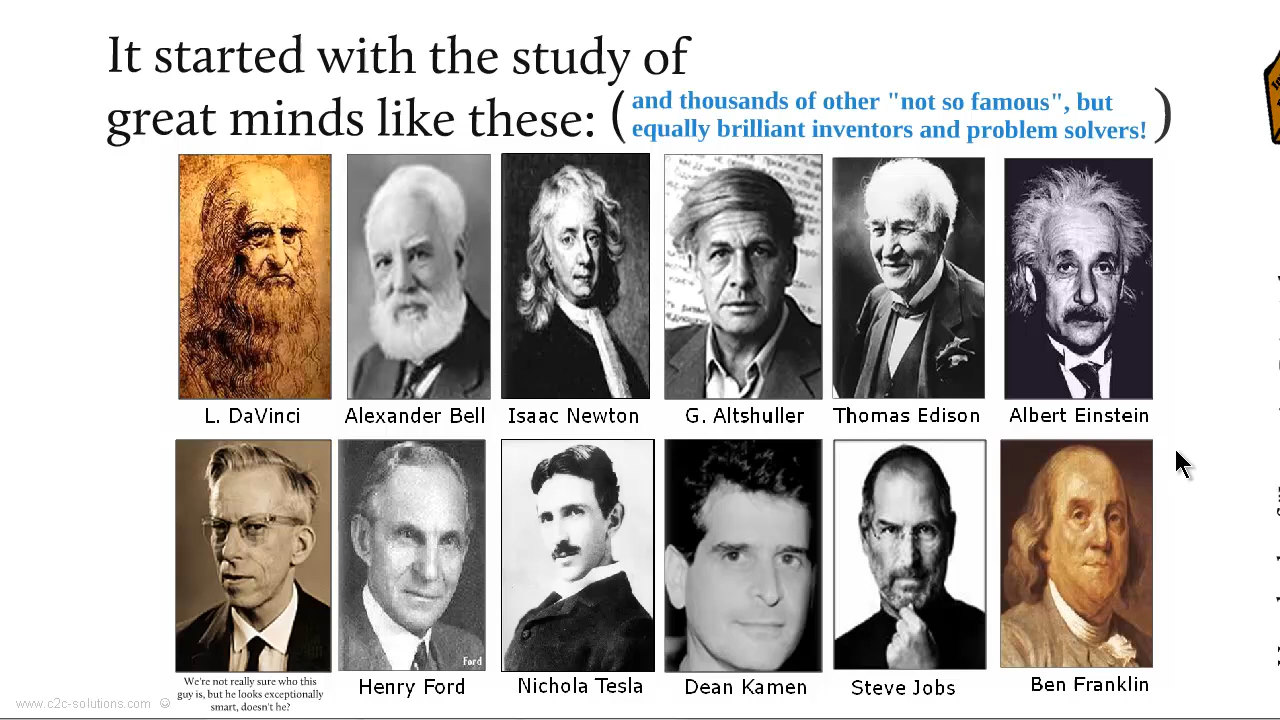 It started with the study of
great minds like these:
(and thousands of other "not so famous", but
equally brilliant inventors and problem solvers!)
L. DaVinci
Alexander Bell
Isaac Newton
G. Altshuller
Thomas Edison
Albert Einstein
Ford
We're not really sure who this
guy is, but he looks exceptionally
smart, doesn't he?
Henry Ford
Nichola Tesla
Dean Kamen
Steve Jobs
Ben Franklin
www.c2c-solutions.com ©